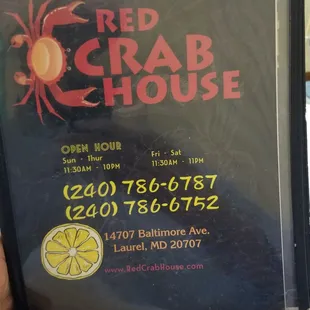 RED
CRAB
HOUSE
OPEN HOUR
Sun - Thur
11:30AM - 10PM
Fri - Sat
11:30AM - 11PM
(240) 786-6787
(240) 786-6752
14707 Baltimore Ave.
Laurel, MD 20707
www.RedCrabHouse.com